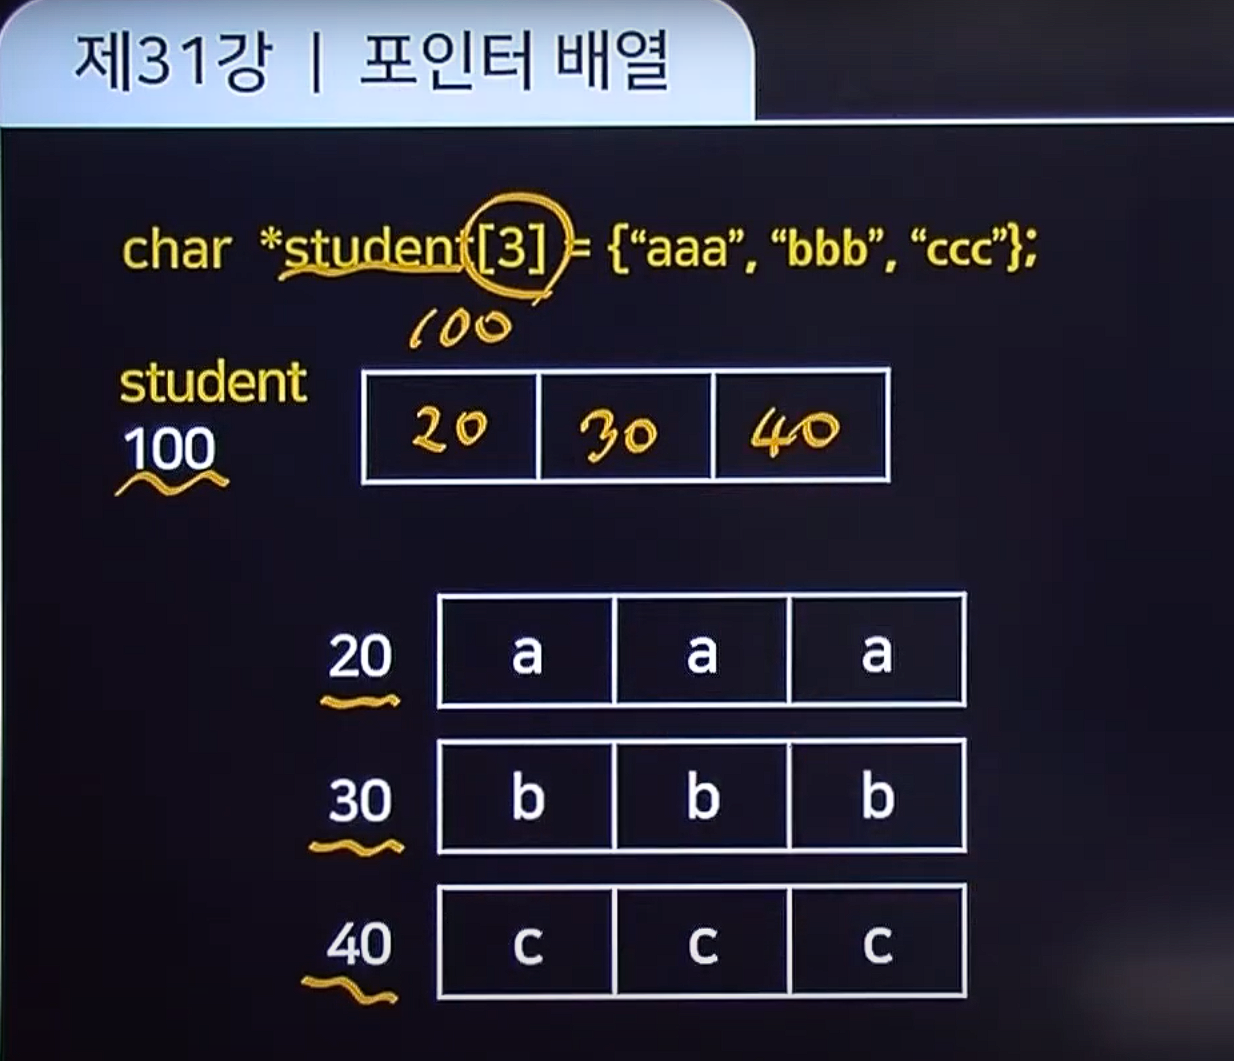 제31강 | 포인터 배열
char *student[3] = {“aaa”, “bbb”, “ccc”};
100
student
100
20 30 40
20 a a a
30 b b b
40 c c c